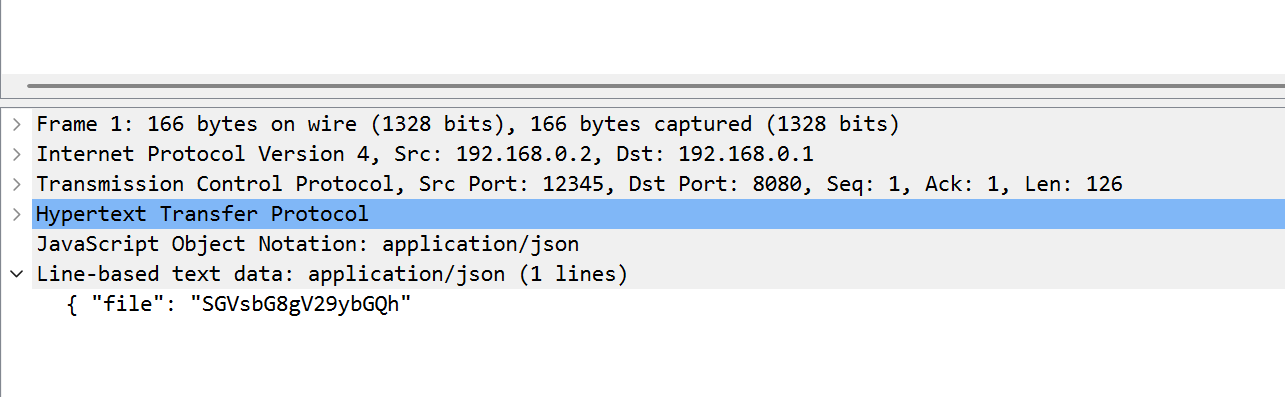 Frame 1: 166 bytes on wire (1328 bits), 166 bytes captured (1328 bits)
Internet Protocol Version 4, Src: 192.168.0.2, Dst: 192.168.0.1
Transmission Control Protocol, Src Port: 12345, Dst Port: 8080, Seq: 1, Ack: 1, Len: 126
Hypertext Transfer Protocol
JavaScript Object Notation: application/json
Line-based text data: application/json (1 lines)
{ "file": "SGVsbG8gV29ybGQh"